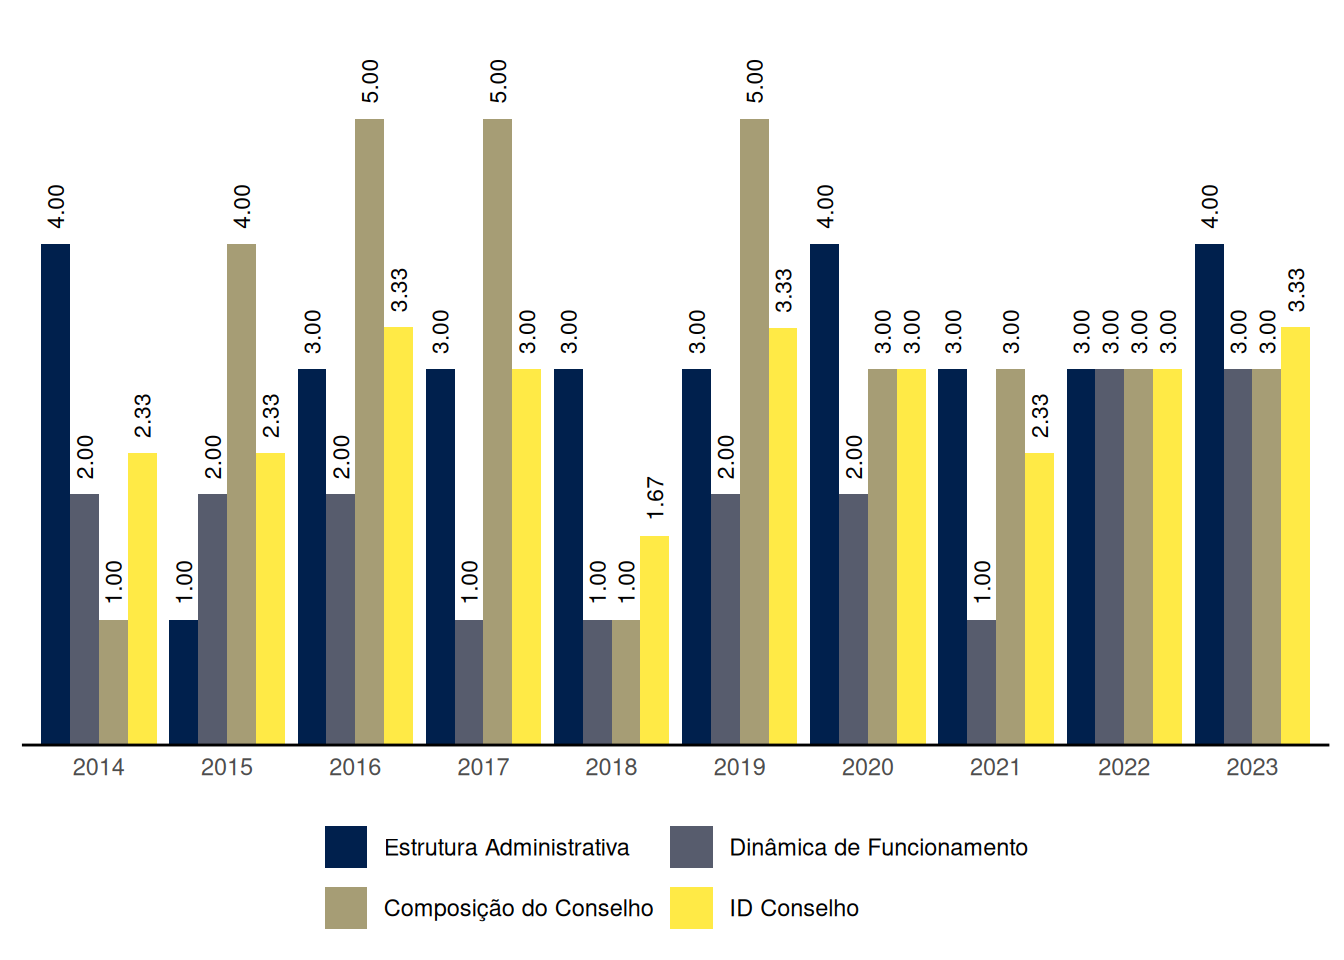 5.00 5.00 5.00
4.00 4.00 4.00 4.00
3.33 3.33 3.33
3.00 3.00 3.00 3.00 3.00 3.00 3.00 3.00 3.00 3.00 3.00 3.00 3.00 3.00 3.00
2.33 2.33 2.33
2.00 2.00 2.00 2.00 2.00
1.67
1.00 1.00 1.00 1.00 1.00 1.00
2014 2015 2016 2017 2018 2019 2020 2021 2022 2023
Estrutura Administrativa Dinâmica de Funcionamento
Composição do Conselho ID Conselho